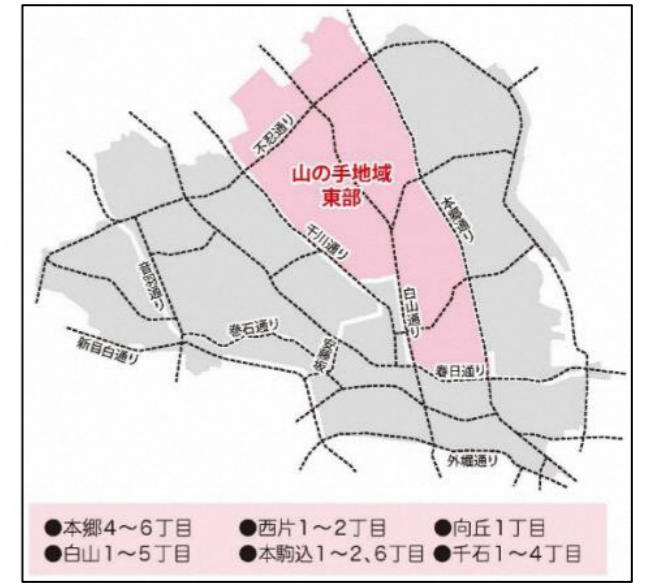 不忍通り
山の手地域
東部
本郷通り
千川通り
音羽通り
白山通り
巻石通り
安藤坂
新目白通り
春日通り
外堀通り
●本郷4～6丁目 ●西片1～2丁目 ●向丘1丁目
●白山1～5丁目 ●本駒込1～2、6丁目 ●千石1～4丁目